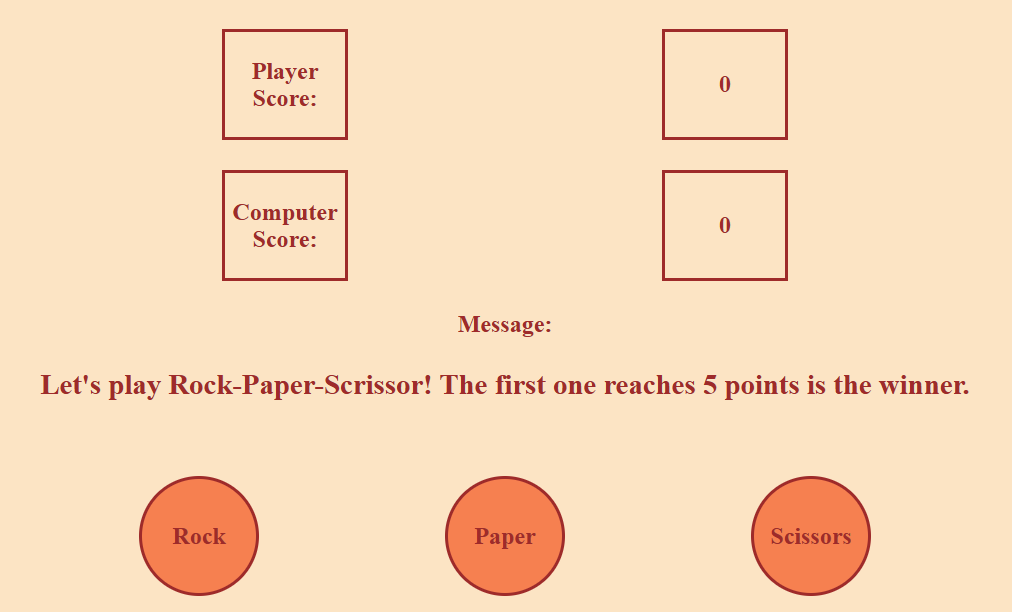 Player
Score:
0
Computer
Score:
0
Message:
Let's play Rock-Paper-Scrissor! The first one reaches 5 points is the winner.
Rock
Paper
Scissors